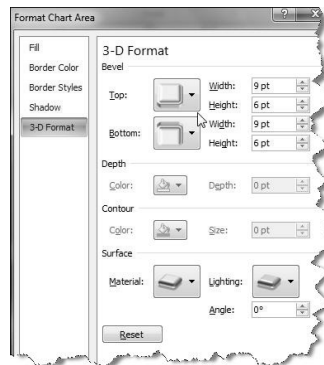 Format Chart Area
Fill
Border Color
Border Styles
Shadow
3-D Format
3-D Format
Bevel
Top:
Width: 9 pt
Height: 6 pt
Bottom:
Width: 9 pt
Height: 6 pt
Depth
Color:
Depth: 0 pt
Contour
Color:
Size: 0 pt
Surface
Material:
Lighting:
Angle: 0°
Reset